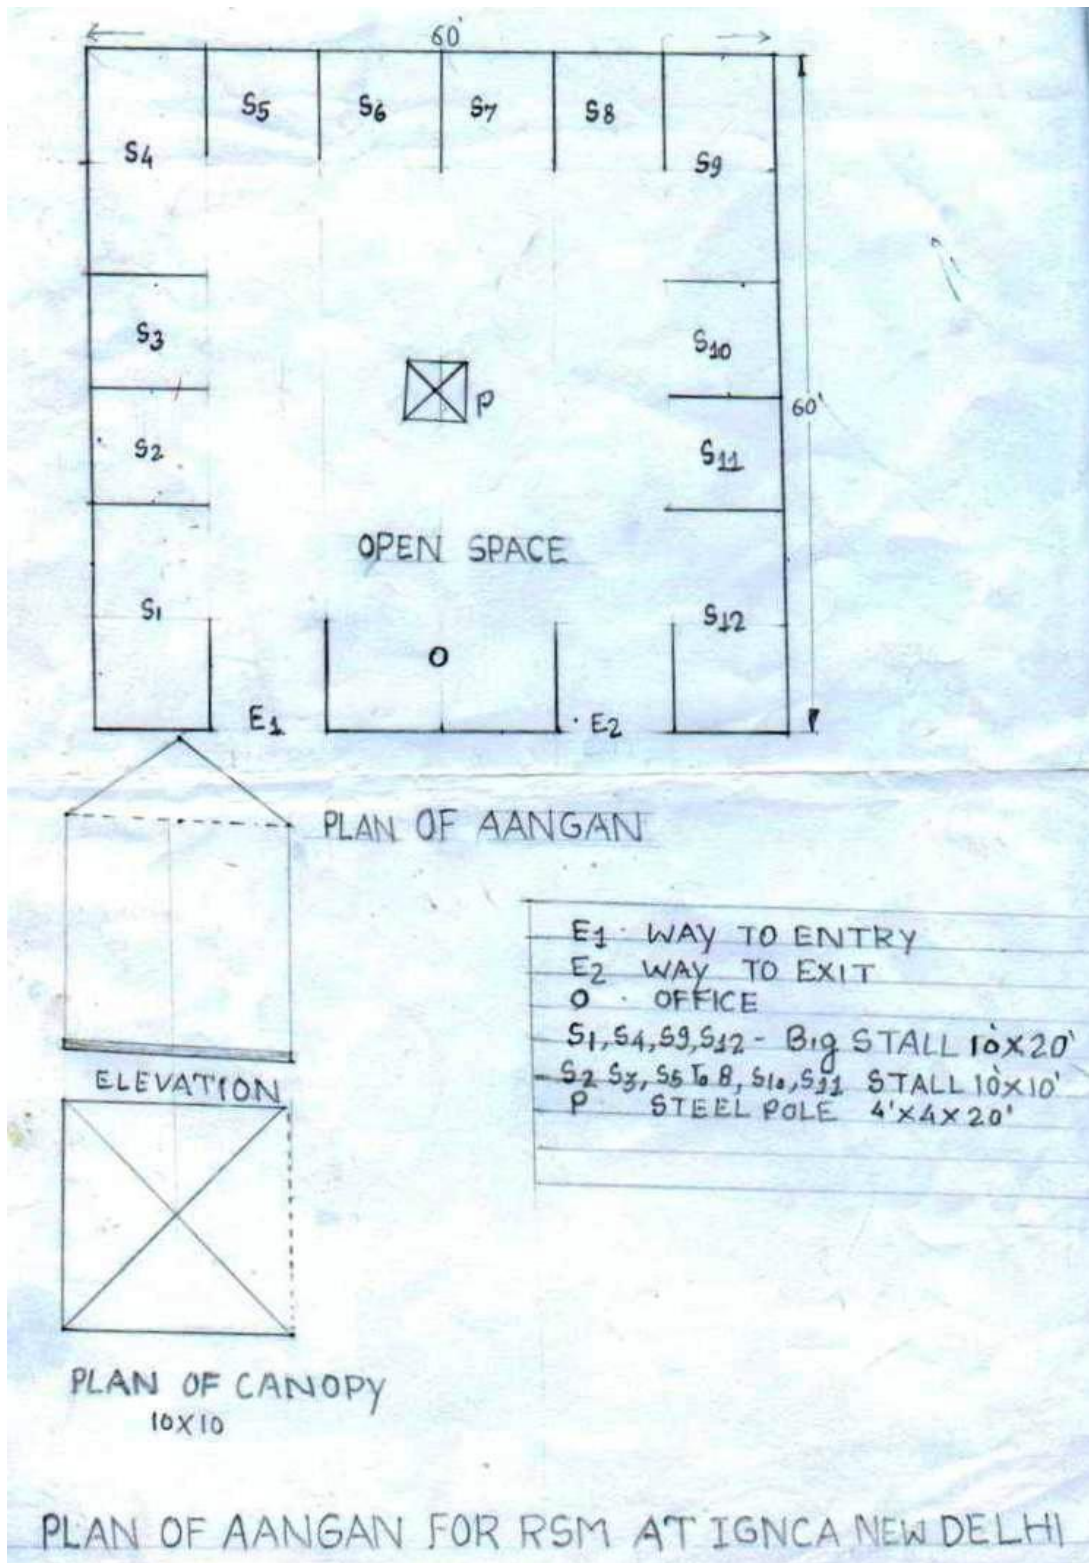 60'
S5 S6 S7 S8
S4 S9
S3 S10
P 60'
S2 S11
OPEN SPACE
S1 S12
O
E1 E2
PLAN OF AANGAN
E1 · WAY TO ENTRY
E2 WAY TO EXIT
O · OFFICE
S1, S4, S9, S12 - Big STALL 10'X20'
S2 S3, S5 To 8, S10, S11 STALL 10'X10'
P STEEL POLE 4'X4X20'
ELEVATION
PLAN OF CANOPY
10X10
PLAN OF AANGAN FOR RSM AT IGNCA NEW DELHI